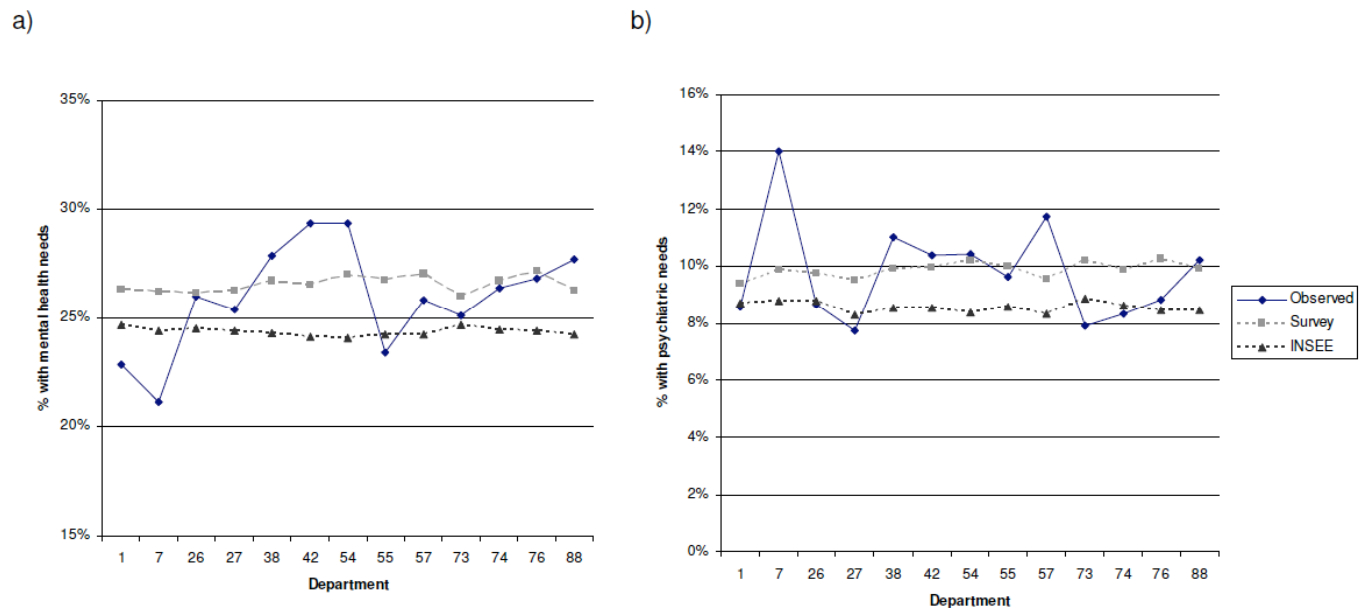 a)
35%
30%
25%
20%
15%
% with mental health needs
1 7 26 27 38 42 54 55 57 73 74 76 88
Department
b)
16%
14%
12%
10%
8%
6%
4%
2%
0%
% with psychiatric needs
1 7 26 27 38 42 54 55 57 73 74 76 88
Department
Observed
Survey
INSEE